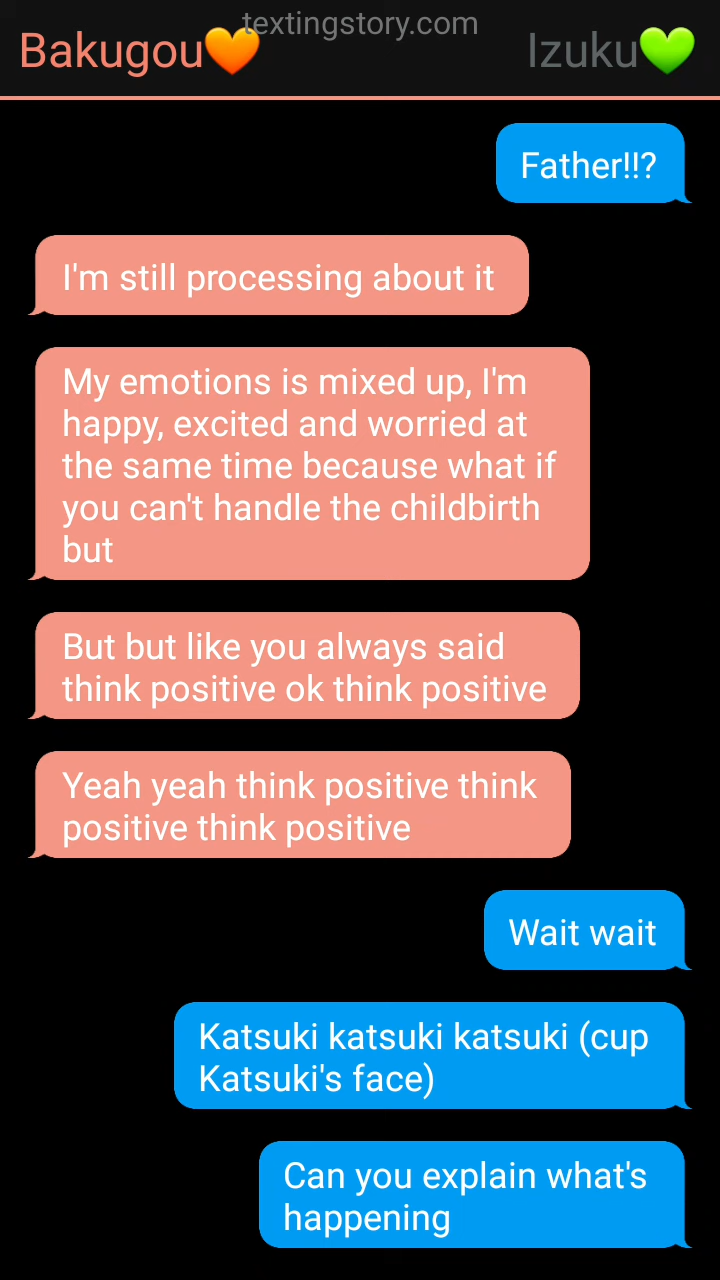 textingstory.com
Bakugou🧡
Izuku💚
Father!!?
I'm still processing about it
My emotions is mixed up, I'm
happy, excited and worried at
the same time because what if
you can't handle the childbirth
but
But but like you always said
think positive ok think positive
Yeah yeah think positive think
positive think positive
Wait wait
Katsuki katsuki katsuki (cup
Katsuki's face)
Can you explain what's
happening